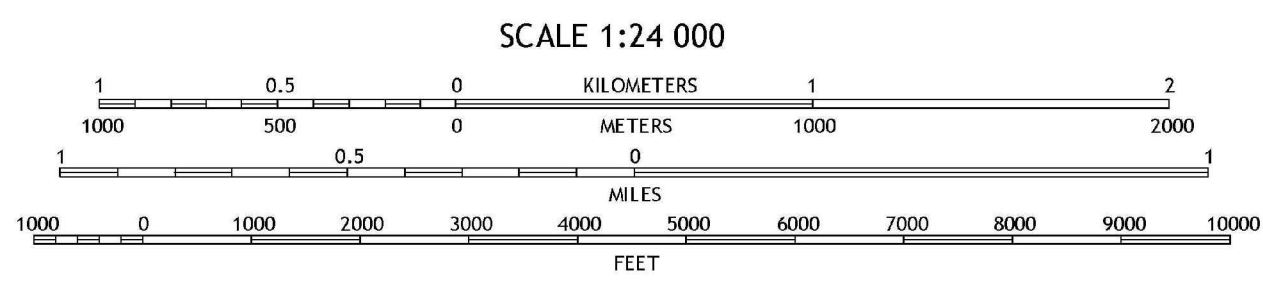 SCALE 1:24 000
1 0.5 0 KILOMETERS 1 2
1000 500 0 METERS 1000 2000
1 0.5 0 1
MILES
1000 0 1000 2000 3000 4000 5000 6000 7000 8000 9000 10000
FEET